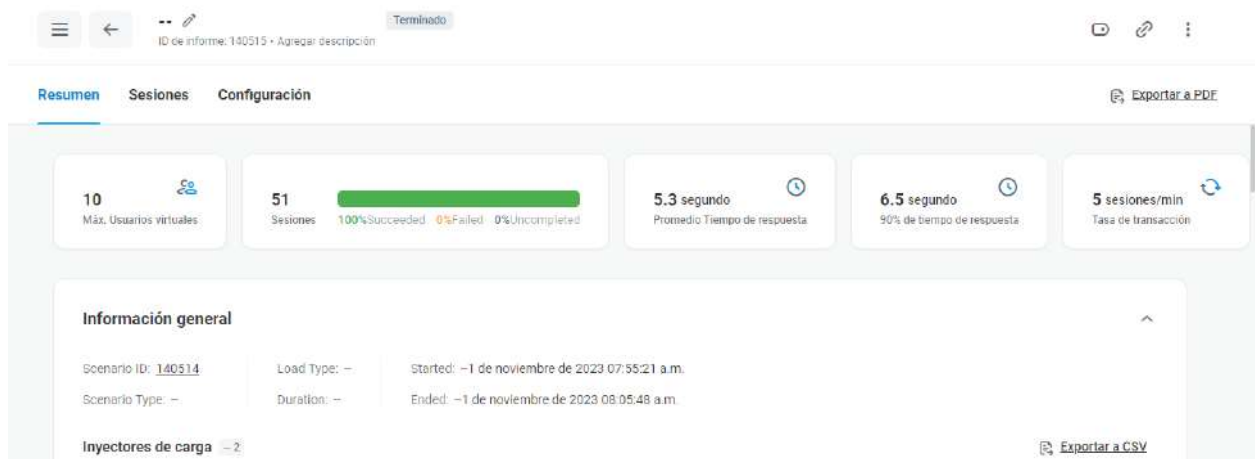 --
Terminado
ID de informe: 140515 • Agregar descripción
Resumen Sesiones Configuración Exportar a PDF
10
Máx. Usuarios virtuales
51
Sesiones
100%Succeeded 0%Failed 0%Uncompleted
5.3 segundo
Promedio Tiempo de respuesta
6.5 segundo
90% de tiempo de respuesta
5 sesiones/min
Tasa de transacción
Información general
Scenario ID: 140514 Load Type: – Started: –1 de noviembre de 2023 07:55:21 a.m.
Scenario Type: – Duration: – Ended: –1 de noviembre de 2023 08:05:48 a.m.
Inyectores de carga – 2 Exportar a CSV